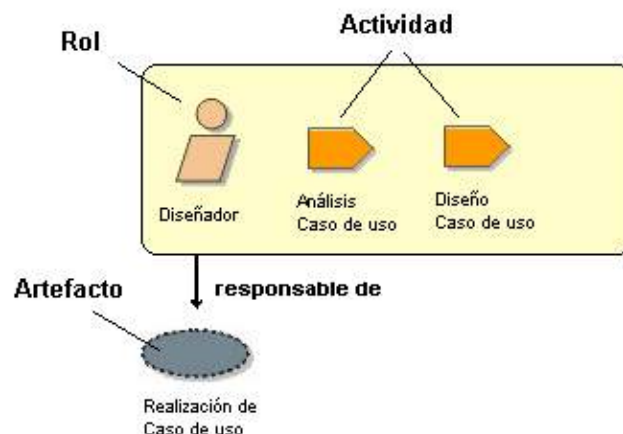 Actividad
Rol
Diseñador
Análisis
Caso de uso
Diseño
Caso de uso
Artefacto
responsable de
Realización de
Caso de uso